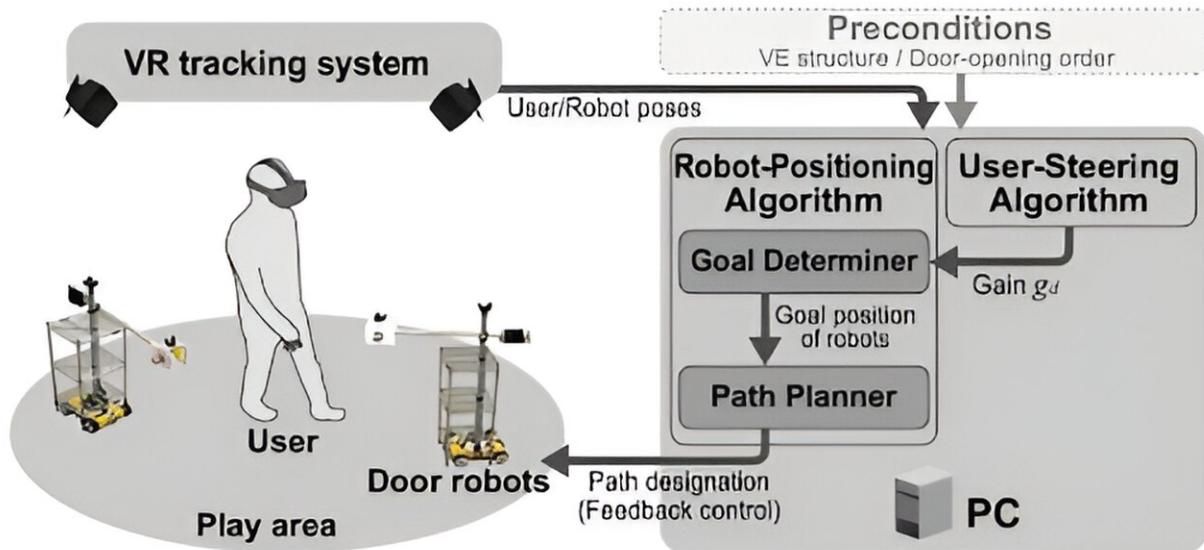 VR tracking system
Preconditions
VE structure / Door-opening order
User/Robot poses
Robot-Positioning
Algorithm
User-Steering
Algorithm
Goal Determiner
Gain gd
Goal position
of robots
Path Planner
User
Door robots
Path designation
(Feedback control)
Play area
PC